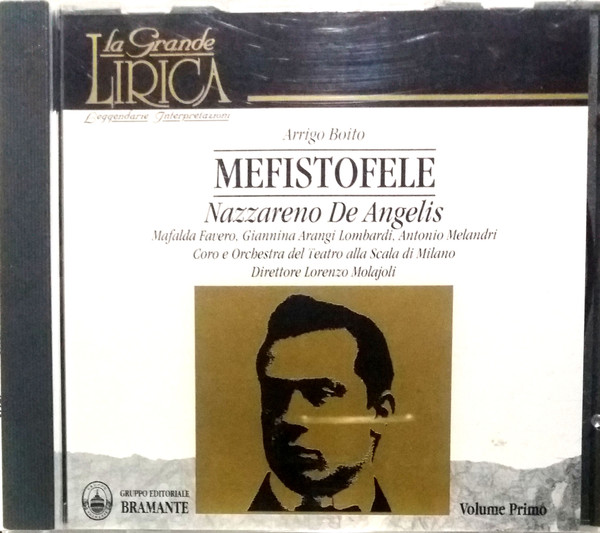 la Grande
LIRICA
Leggendarie Interpretazioni
Arrigo Boito
MEFISTOFELE
Nazzareno De Angelis
Mafalda Favero, Giannina Arangi Lombardi, Antonio Melandri
Coro e Orchestra del Teatro alla Scala di Milano
Direttore Lorenzo Molajoli
GRUPPO EDITORIALE
BRAMANTE
Volume Primo